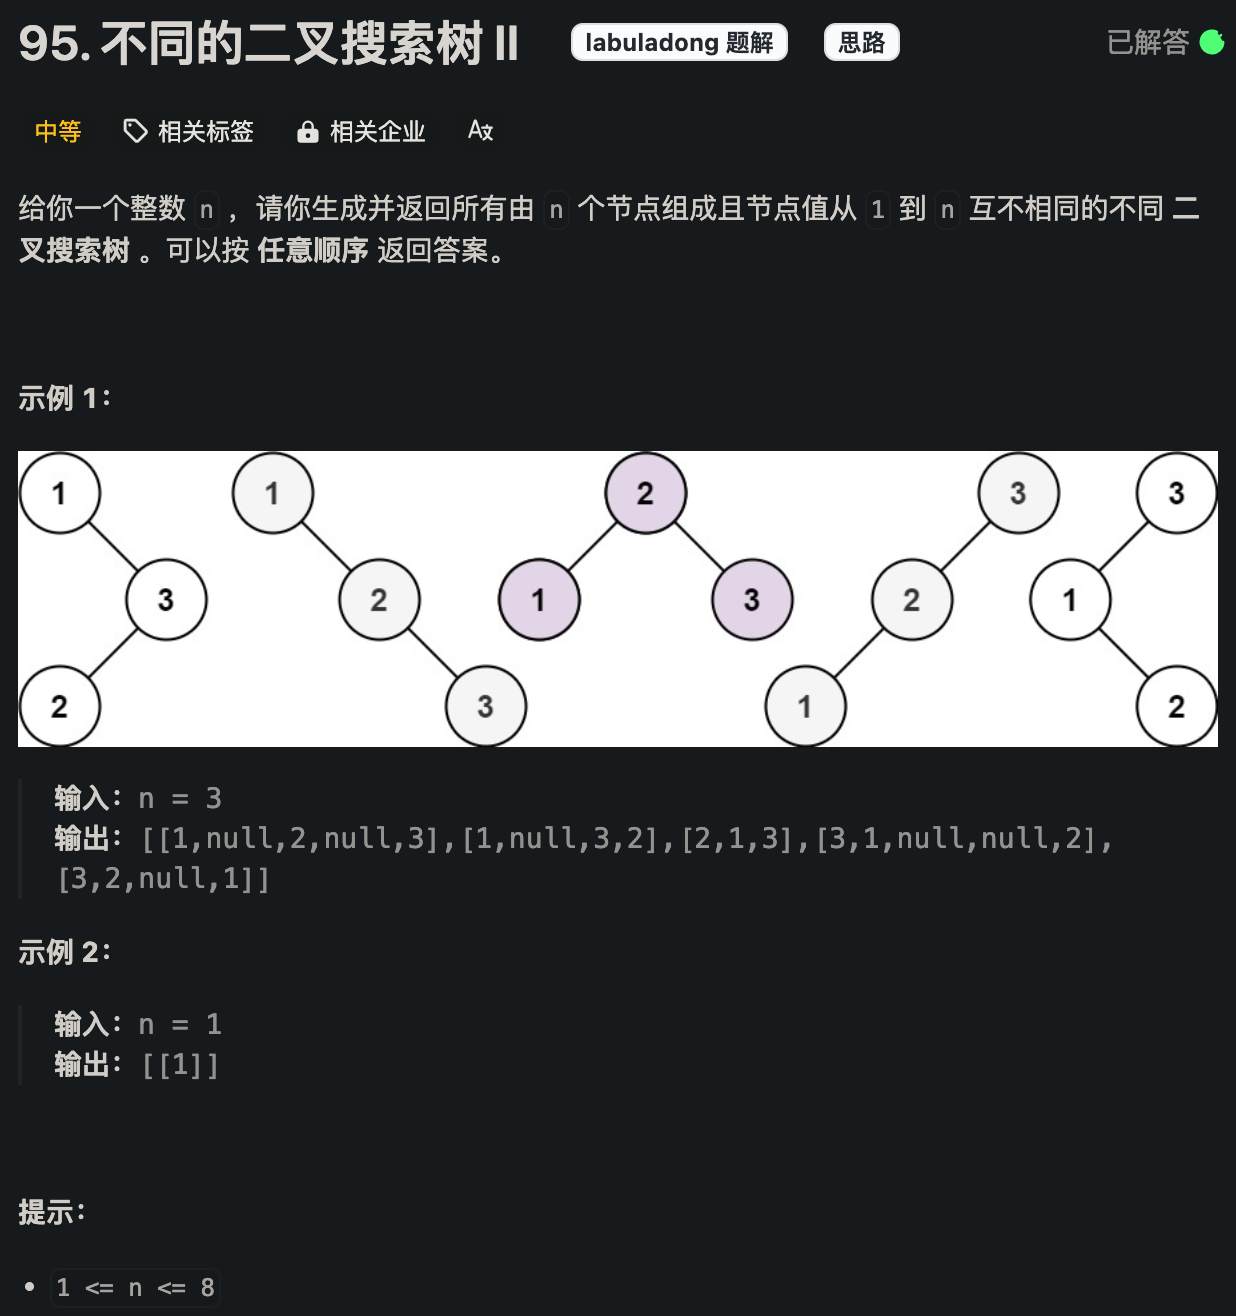 95. 不同的二叉搜索树 II labuladong 题解 思路 已解答
中等 相关标签 相关企业
给你一个整数 n ，请你生成并返回所有由 n 个节点组成且节点值从 1 到 n 互不相同的不同 二
叉搜索树 。可以按 任意顺序 返回答案。
示例 1：
1 1 2 3 3
3 2 1 3 2 1
2 3 1 2
输入：n = 3
输出：[[1,null,2,null,3],[1,null,3,2],[2,1,3],[3,1,null,null,2],
[3,2,null,1]]
示例 2：
输入：n = 1
输出：[[1]]
提示：
1 <= n <= 8